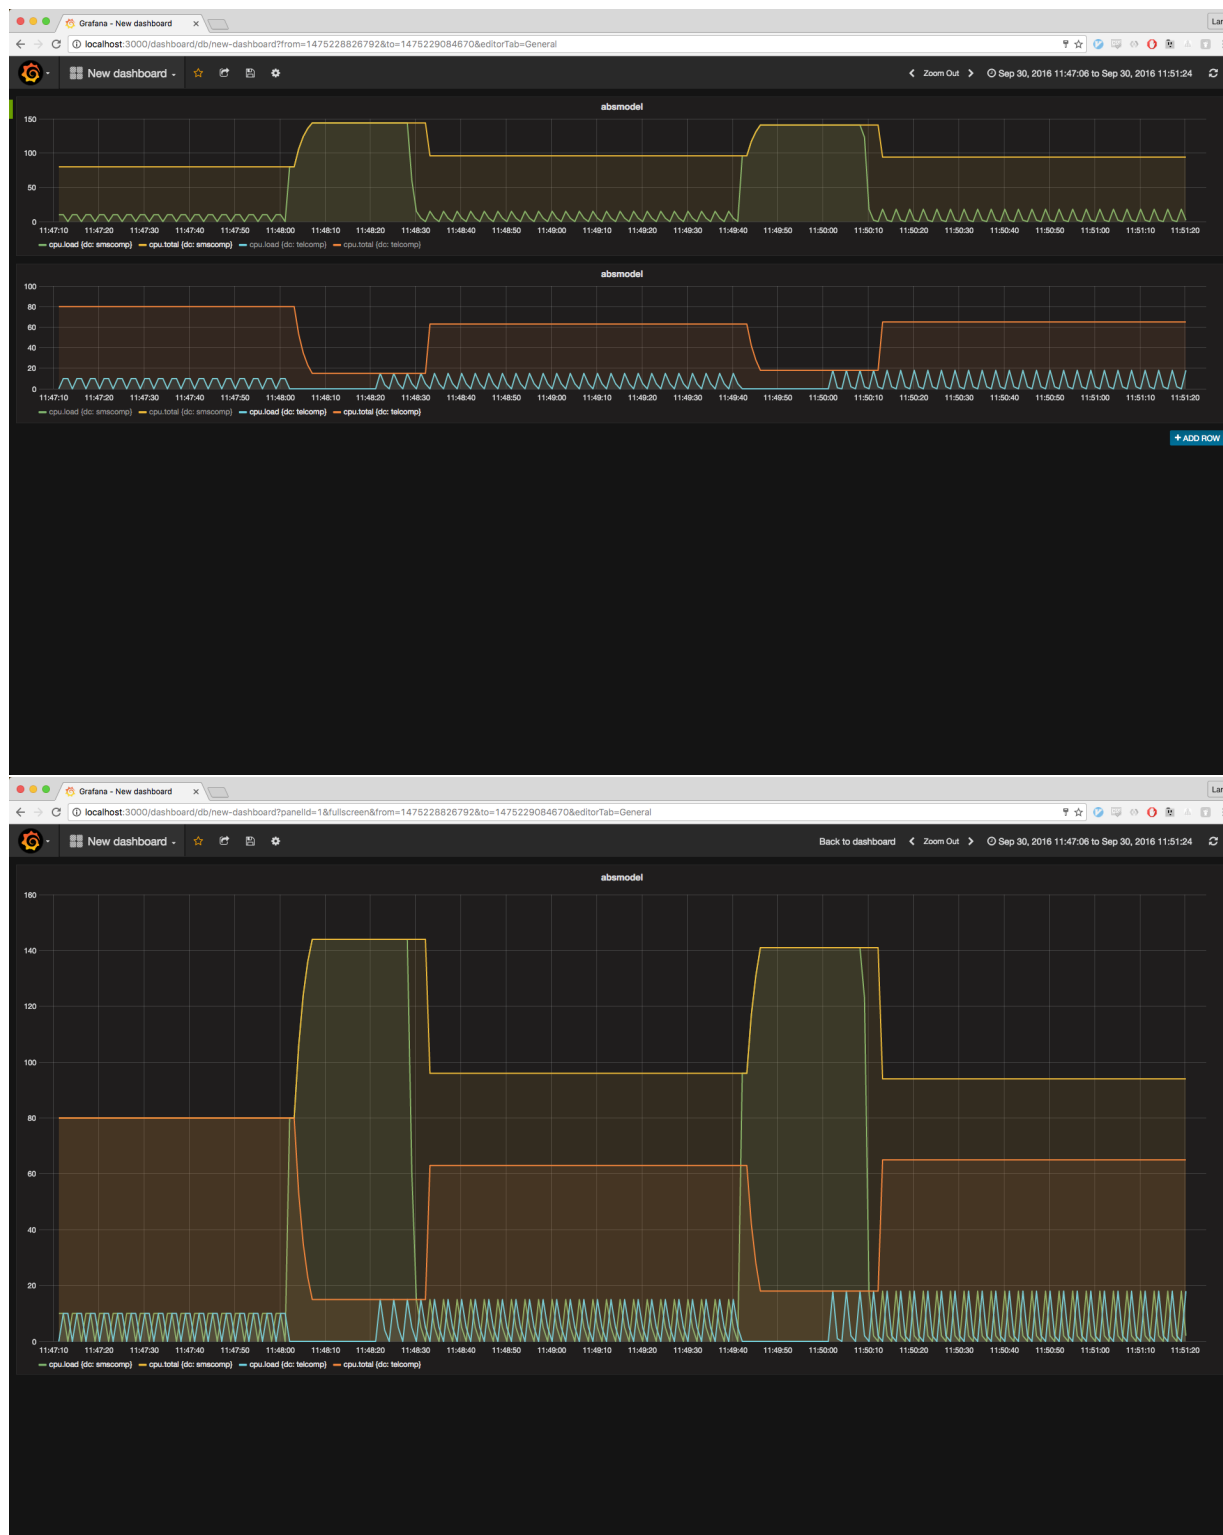 Grafana - New dashboard
Lar
localhost:3000/dashboard/db/new-dashboard?from=1475228826792&to=1475229084670&editorTab=General
New dashboard
Zoom Out
Sep 30, 2016 11:47:06 to Sep 30, 2016 11:51:24
absmodel
150
100
50
0
11:47:10 11:47:20 11:47:30 11:47:40 11:47:50 11:48:00 11:48:10 11:48:20 11:48:30 11:48:40 11:48:50 11:49:00 11:49:10 11:49:20 11:49:30 11:49:40 11:49:50 11:50:00 11:50:10 11:50:20 11:50:30 11:50:40 11:50:50 11:51:00 11:51:10 11:51:20
cpu.load {dc: smscomp} cpu.total {dc: smscomp} cpu.load {dc: telcomp} cpu.total {dc: telcomp}
absmodel
100
80
60
40
20
0
11:47:10 11:47:20 11:47:30 11:47:40 11:47:50 11:48:00 11:48:10 11:48:20 11:48:30 11:48:40 11:48:50 11:49:00 11:49:10 11:49:20 11:49:30 11:49:40 11:49:50 11:50:00 11:50:10 11:50:20 11:50:30 11:50:40 11:50:50 11:51:00 11:51:10 11:51:20
cpu.load {dc: smscomp} cpu.total {dc: smscomp} cpu.load {dc: telcomp} cpu.total {dc: telcomp}
+ ADD ROW
Grafana - New dashboard
Lar
localhost:3000/dashboard/db/new-dashboard?panelId=1&fullscreen&from=1475228826792&to=1475229084670&editorTab=General
New dashboard
Back to dashboard
Zoom Out
Sep 30, 2016 11:47:06 to Sep 30, 2016 11:51:24
absmodel
160
140
120
100
80
60
40
20
0
11:47:10 11:47:20 11:47:30 11:47:40 11:47:50 11:48:00 11:48:10 11:48:20 11:48:30 11:48:40 11:48:50 11:49:00 11:49:10 11:49:20 11:49:30 11:49:40 11:49:50 11:50:00 11:50:10 11:50:20 11:50:30 11:50:40 11:50:50 11:51:00 11:51:10 11:51:20
cpu.load {dc: smscomp} cpu.total {dc: smscomp} cpu.load {dc: telcomp} cpu.total {dc: telcomp}